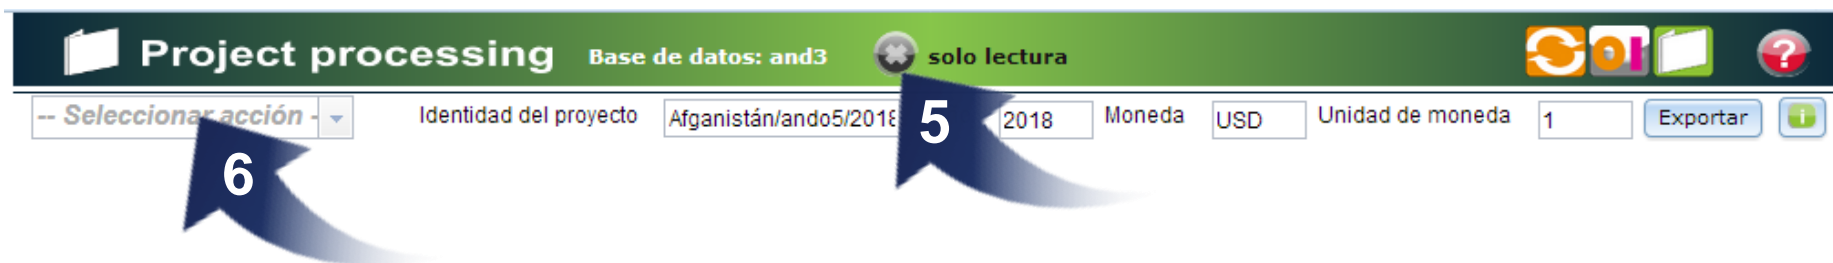 Project processing Base de datos: and3 solo lectura ?
-- Seleccionar acción - Identidad del proyecto Afganistán/ando5/2018 2018 Moneda USD Unidad de moneda 1 Exportar i
5
6